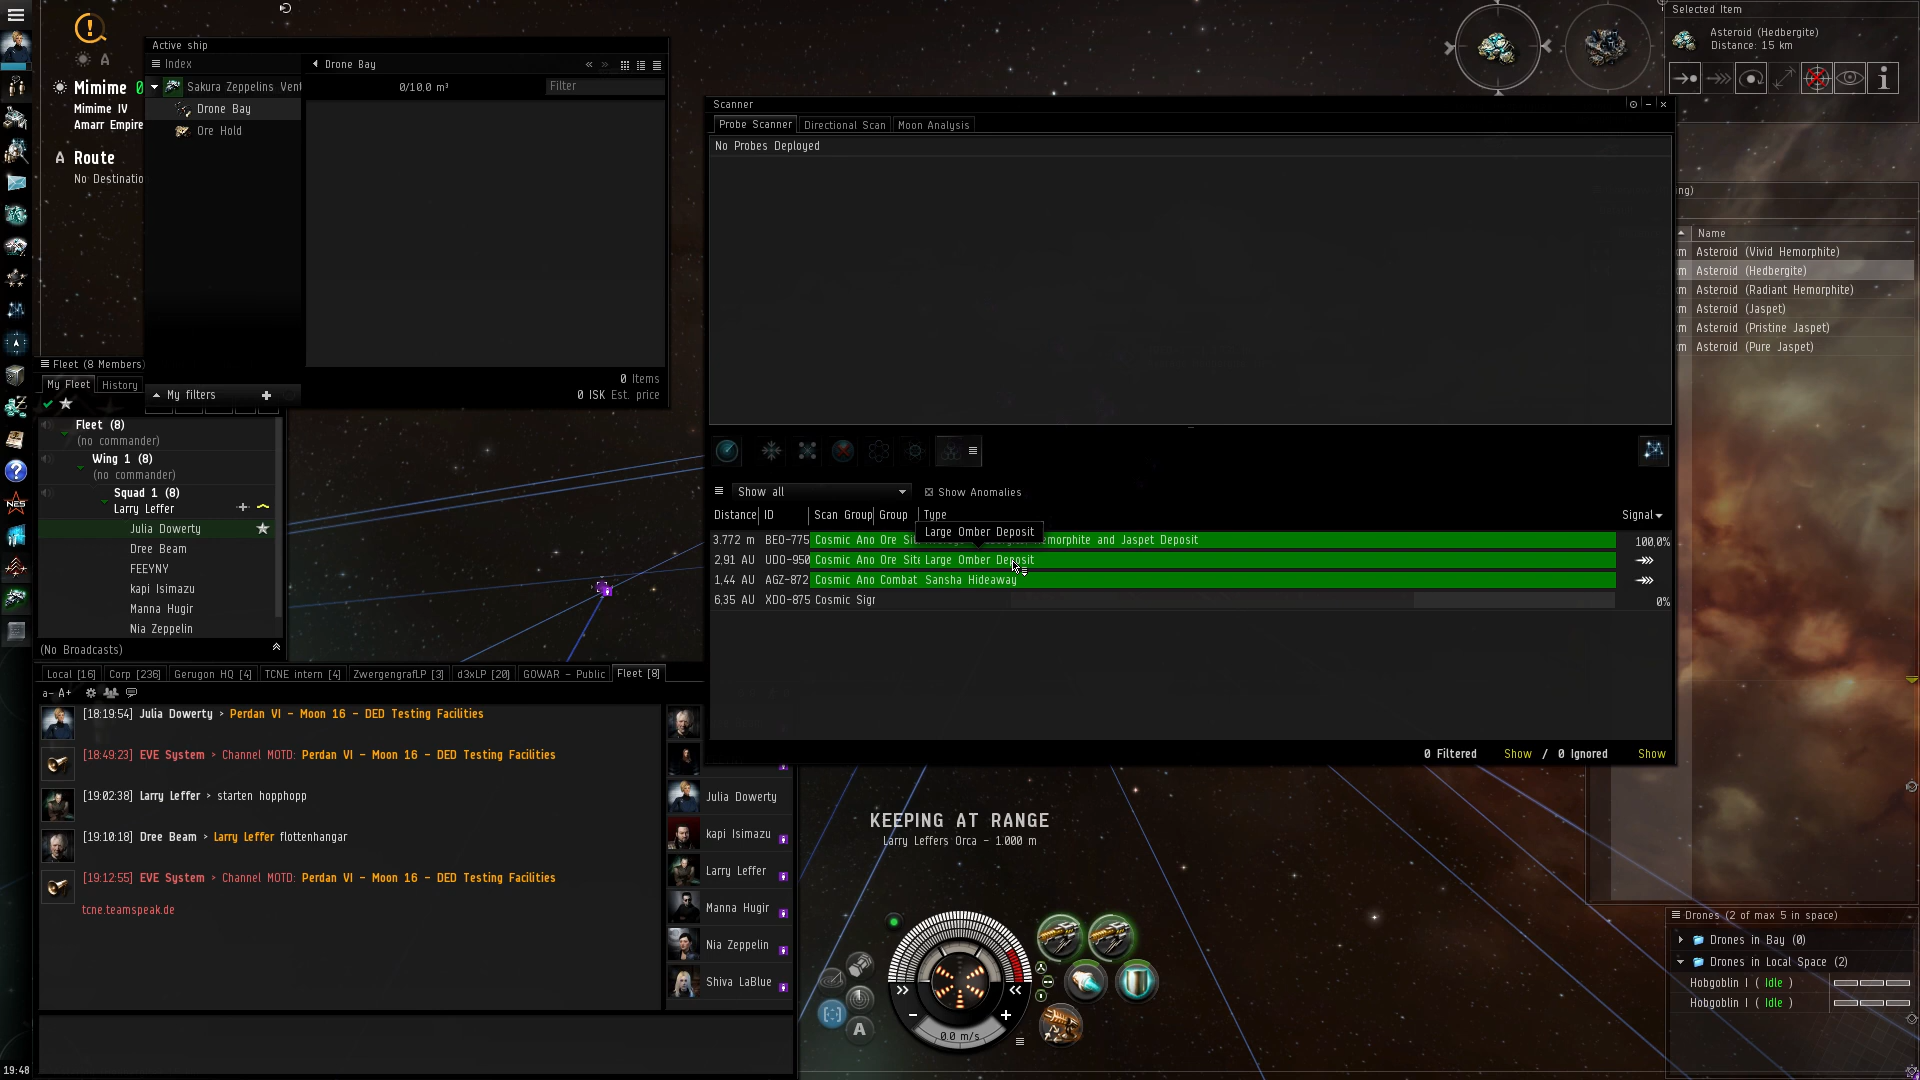 A
Mimime 0
Mimime IV
Amarr Empire
A Route
No Destinatio
Active ship
Index
Sakura Zeppelins Vent
Drone Bay
Ore Hold
Drone Bay
0/10.0 m³
Filter
0 Items
My filters
0 ISK Est. price
Fleet (8 Members)
My Fleet
History
Fleet (8)
(no commander)
Wing 1 (8)
(no commander)
Squad 1 (8)
Larry Leffer
Julia Dowerty
Dree Beam
FEEYNY
kapi Isimazu
Manna Hugir
Nia Zeppelin
(No Broadcasts)
Local [16]
Corp [236]
Gerugon HQ [4]
TCNE intern [4]
ZwergengrafLP [3]
d3xLP [20]
GOWAR - Public
Fleet [8]
a- A+
[18:19:54] Julia Dowerty > Perdan VI - Moon 16 - DED Testing Facilities
[18:49:23] EVE System > Channel MOTD: Perdan VI - Moon 16 - DED Testing Facilities
[19:02:38] Larry Leffer > starten hopphopp
[19:10:18] Dree Beam > Larry Leffer flottenhangar
[19:12:55] EVE System > Channel MOTD: Perdan VI - Moon 16 - DED Testing Facilities
tcne.teamspeak.de
Julia Dowerty
kapi Isimazu
Larry Leffer
Manna Hugir
Nia Zeppelin
Shiva LaBlue
NES
19:48
Scanner
Probe Scanner
Directional Scan
Moon Analysis
No Probes Deployed
Show all
Show Anomalies
Distance ID Scan Group Group Type Signal
Large Omber Deposit
3.772 m BEO-775 Cosmic Ano Ore Sit emorphite and Jaspet Deposit 100,0%
2,91 AU UDO-950 Cosmic Ano Ore Site Large Omber Deposit
1,44 AU AGZ-872 Cosmic Ano Combat Sansha Hideaway
6,35 AU XDO-875 Cosmic Sigr 0%
0 Filtered Show / 0 Ignored Show
KEEPING AT RANGE
Larry Leffers Orca - 1.000 m
A
0.0 m/s
Selected Item
Asteroid (Hedbergite)
Distance: 15 km
ing)
Name
m Asteroid (Vivid Hemorphite)
m Asteroid (Hedbergite)
m Asteroid (Radiant Hemorphite)
m Asteroid (Jaspet)
m Asteroid (Pristine Jaspet)
m Asteroid (Pure Jaspet)
Drones (2 of max 5 in space)
Drones in Bay (0)
Drones in Local Space (2)
Hobgoblin I ( Idle )
Hobgoblin I ( Idle )